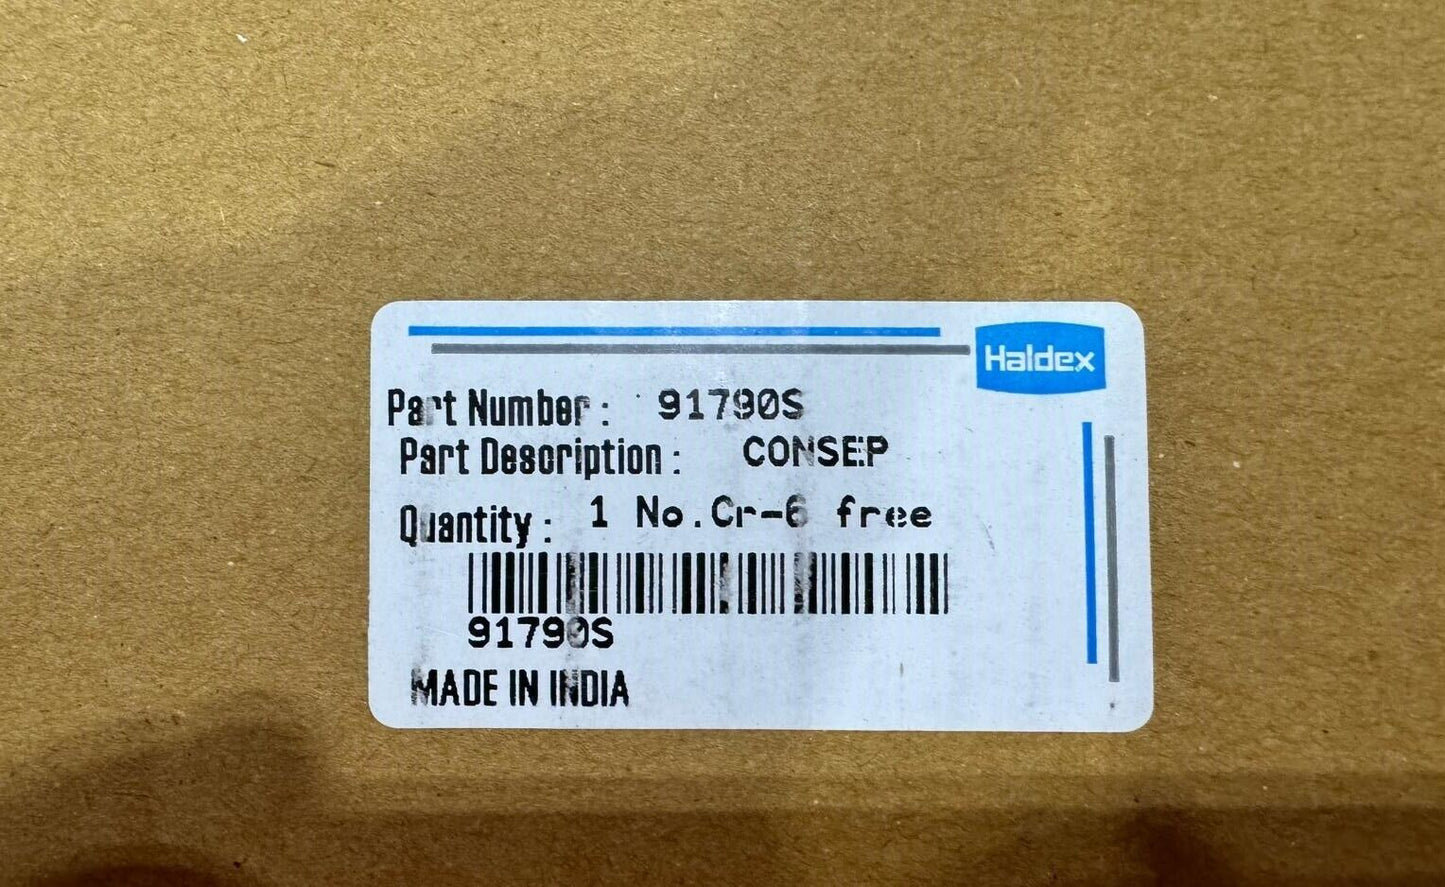 Haldex
Part Number: 91790S
Part Description: CONSEP
Quantity: 1 No.Cr-6 free
91790S
MADE IN INDIA